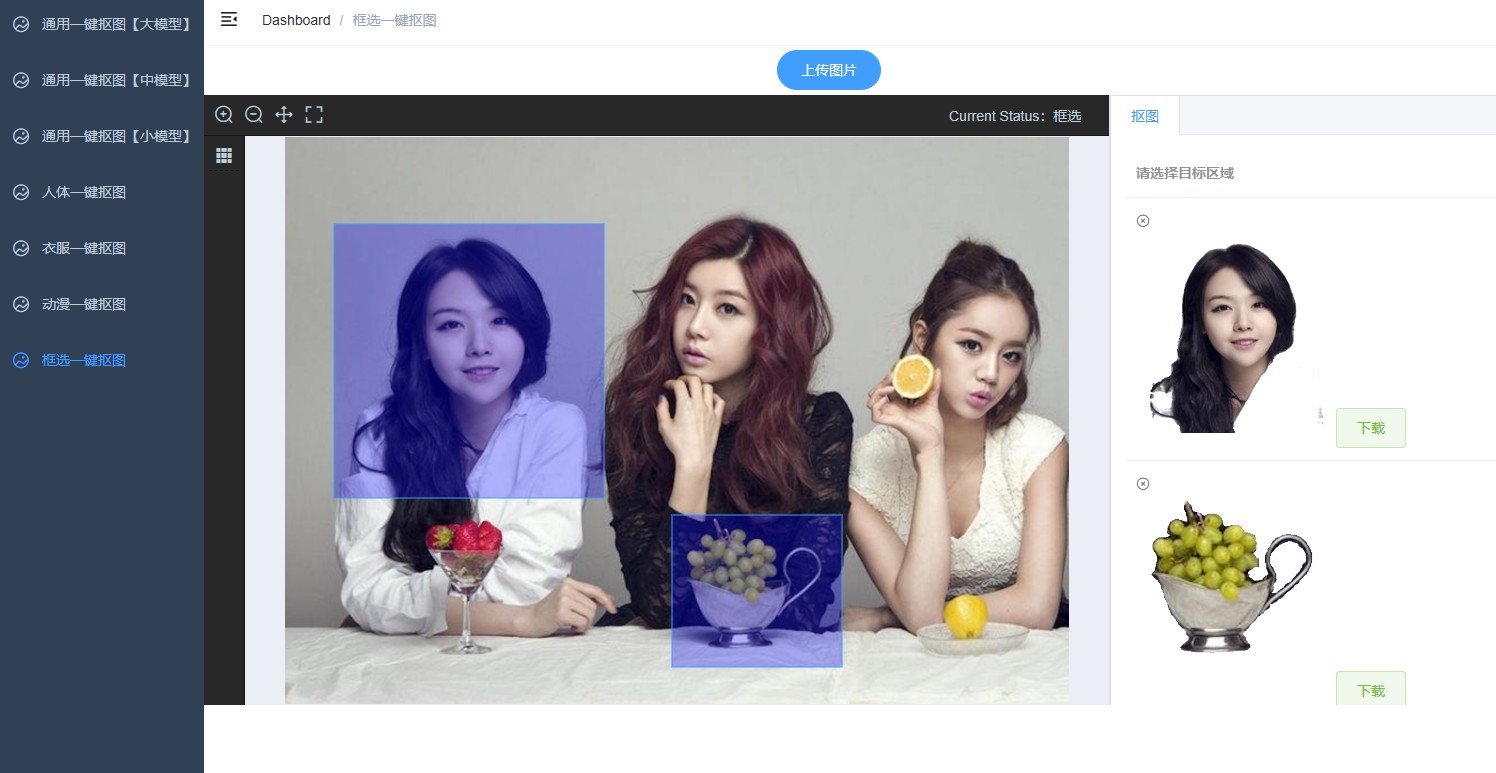 通用一键抠图【大模型】
通用一键抠图【中模型】
通用一键抠图【小模型】
人体一键抠图
衣服一键抠图
动漫一键抠图
框选一键抠图
Dashboard / 框选一键抠图
上传图片
Current Status：框选
抠图
请选择目标区域
下载
下载